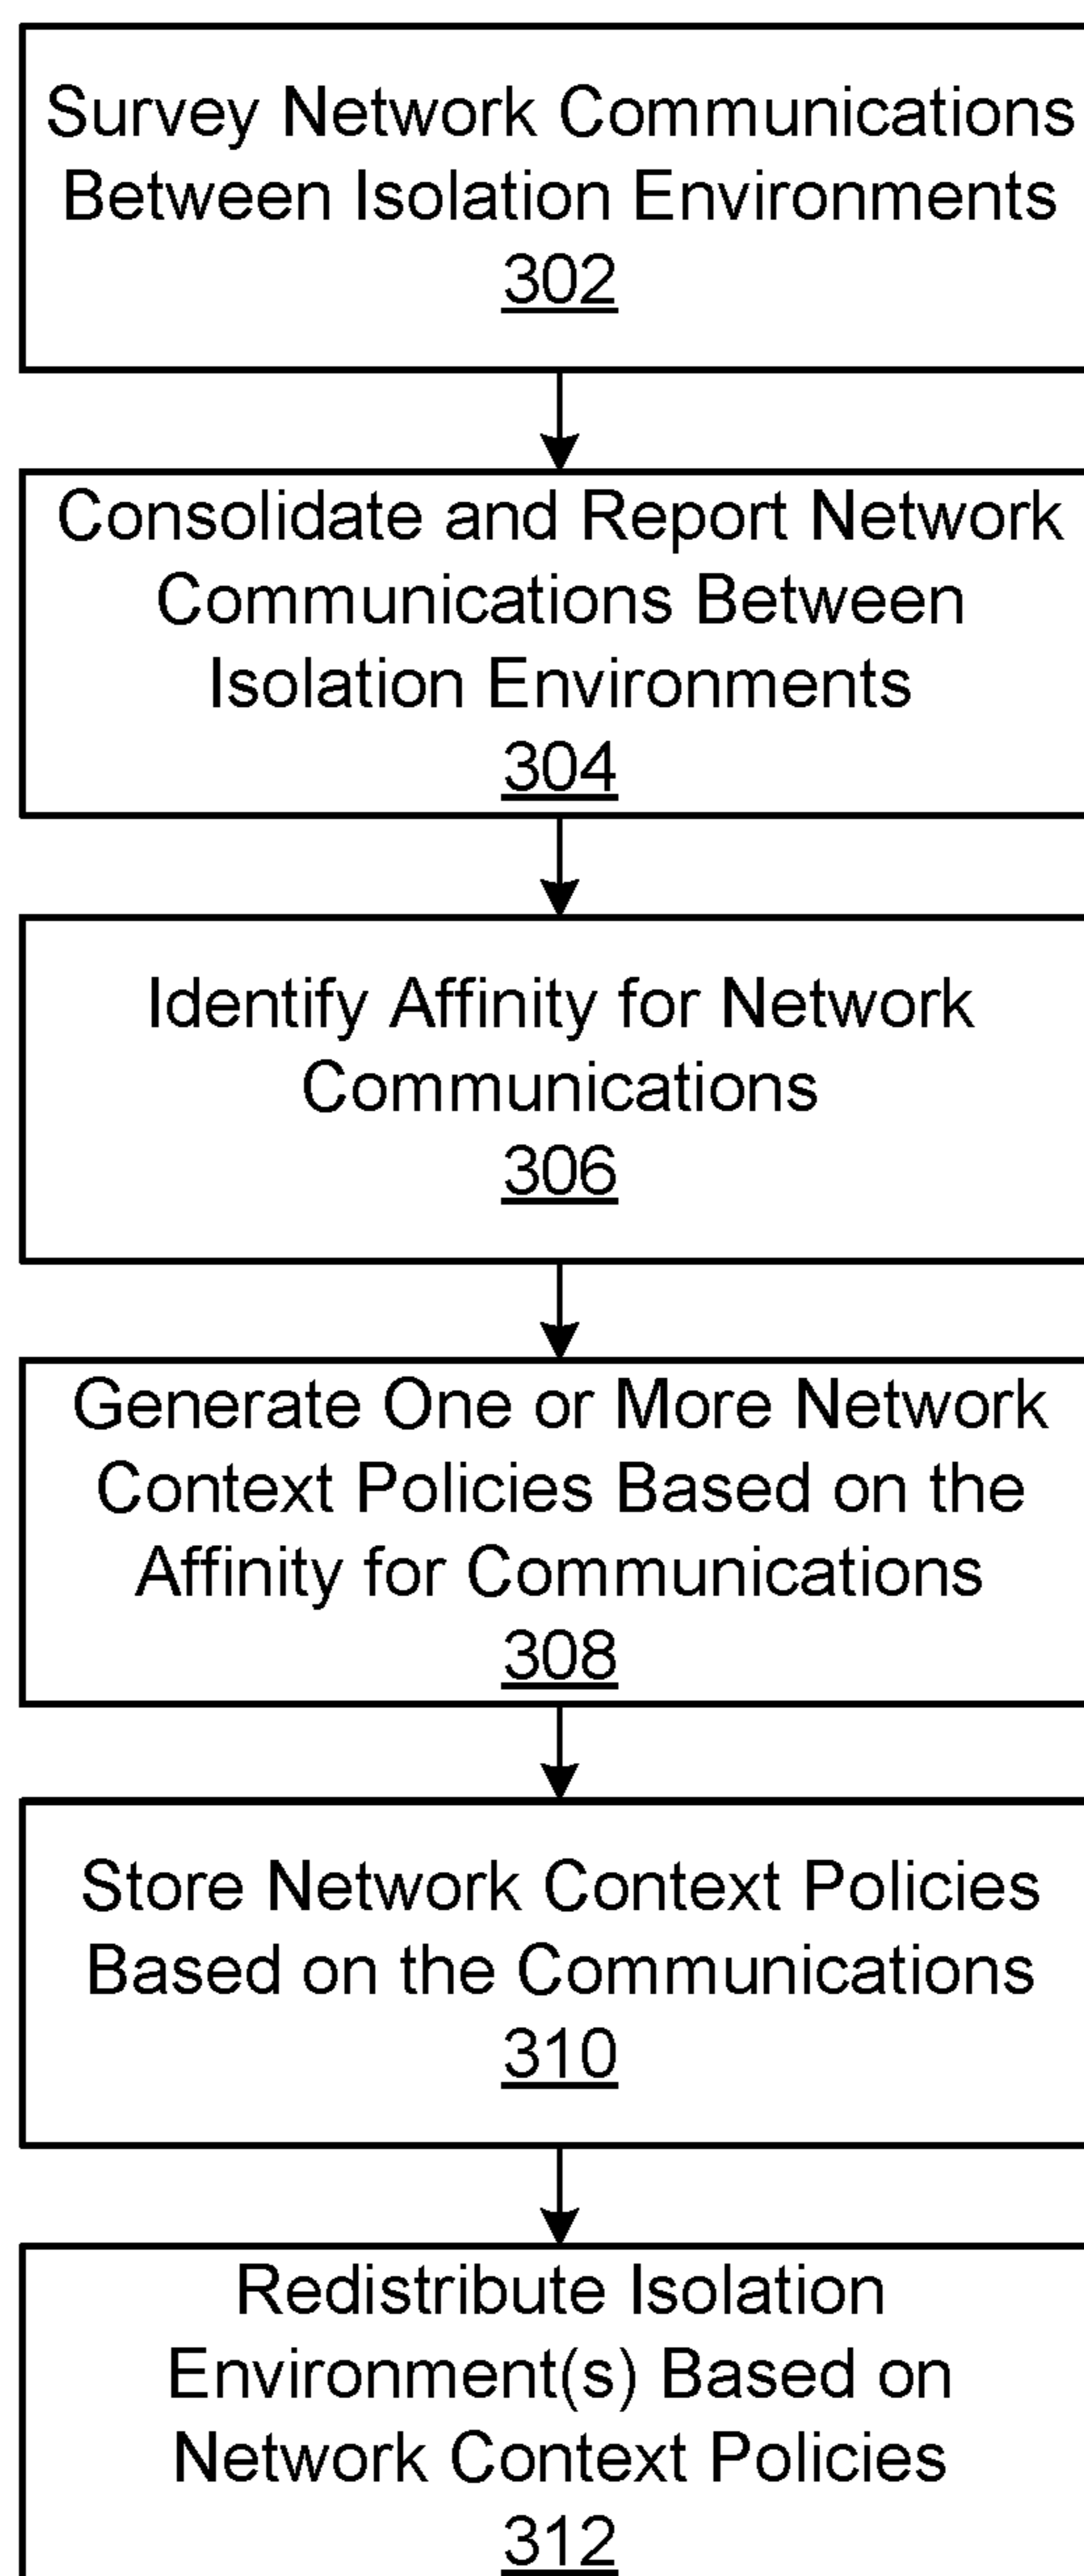 Survey Network Communications
Between Isolation Environments
302
Consolidate and Report Network
Communications Between
Isolation Environments
304
Identify Affinity for Network
Communications
306
Generate One or More Network
Context Policies Based on the
Affinity for Communications
308
Store Network Context Policies
Based on the Communications
310
Redistribute Isolation
Environment(s) Based on
Network Context Policies
312